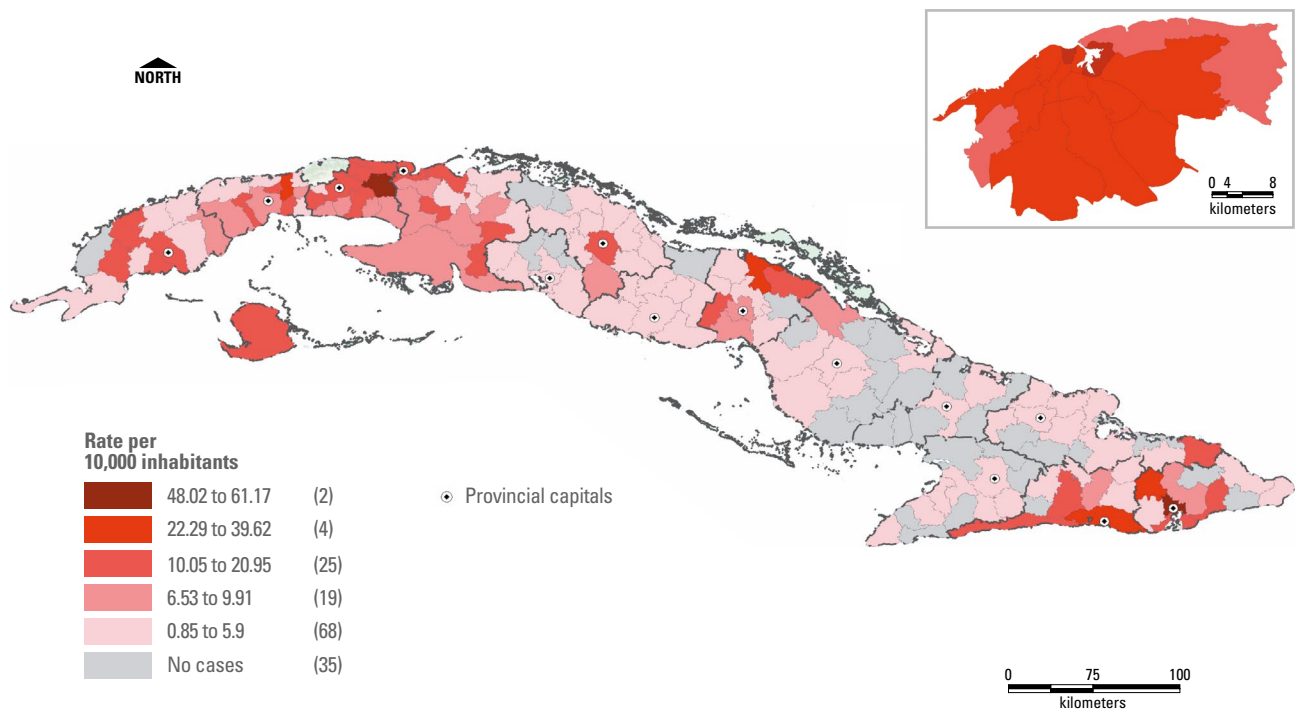 NORTH
0 4 8
kilometers
Rate per
10,000 inhabitants
48.02 to 61.17 (2)
22.29 to 39.62 (4)
10.05 to 20.95 (25)
6.53 to 9.91 (19)
0.85 to 5.9 (68)
No cases (35)
Provincial capitals
0 75 100
kilometers